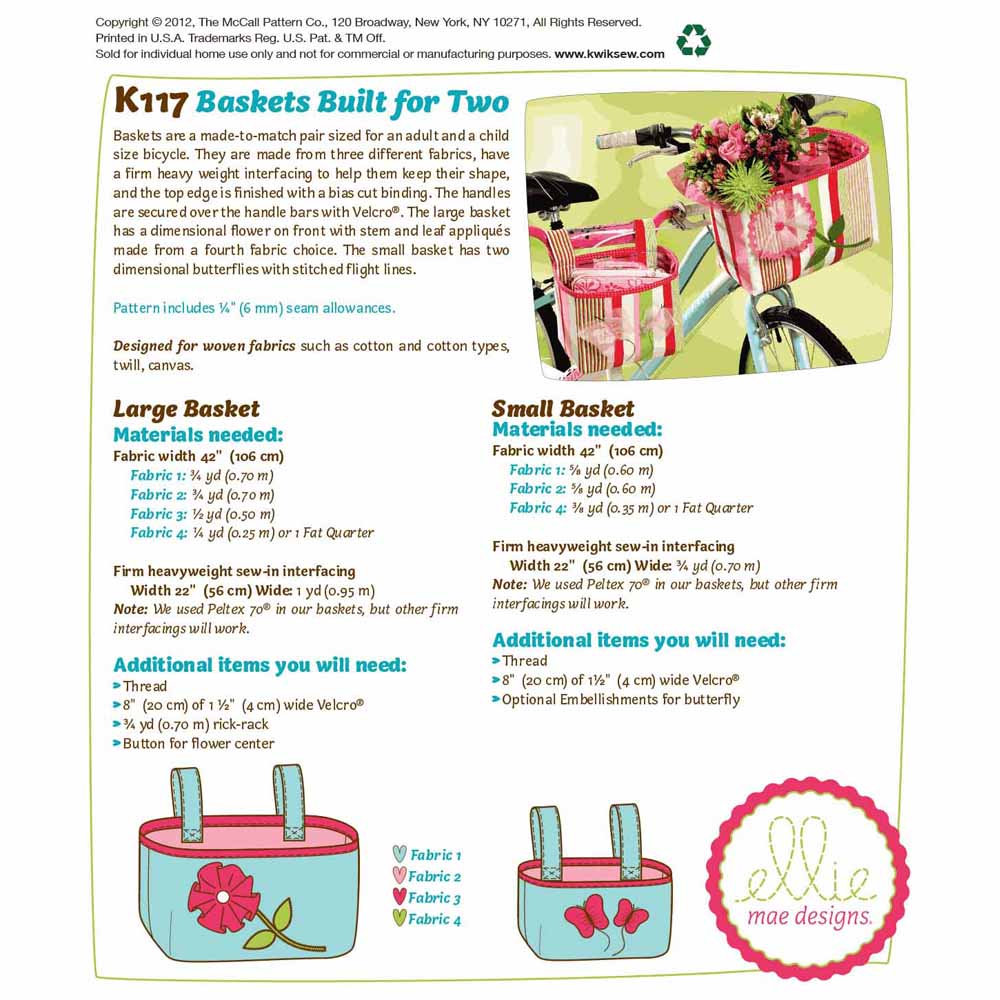 Copyright © 2012, The McCall Pattern Co., 120 Broadway, New York, NY 10271, All Rights Reserved.
Printed in U.S.A. Trademarks Reg. U.S. Pat. & TM Off.
Sold for individual home use only and not for commercial or manufacturing purposes. www.kwiksew.com
K117 Baskets Built for Two
Baskets are a made-to-match pair sized for an adult and a child
size bicycle. They are made from three different fabrics, have
a firm heavy weight interfacing to help them keep their shape,
and the top edge is finished with a bias cut binding. The handles
are secured over the handle bars with Velcro®. The large basket
has a dimensional flower on front with stem and leaf appliqués
made from a fourth fabric choice. The small basket has two
dimensional butterflies with stitched flight lines.
Pattern includes ¼" (6 mm) seam allowances.
Designed for woven fabrics such as cotton and cotton types,
twill, canvas.
Large Basket
Materials needed:
Fabric width 42" (106 cm)
Fabric 1: ¾ yd (0.70 m)
Fabric 2: ¾ yd (0.70 m)
Fabric 3: ½ yd (0.50 m)
Fabric 4: ¼ yd (0.25 m) or 1 Fat Quarter
Firm heavyweight sew-in interfacing
Width 22" (56 cm) Wide: 1 yd (0.95 m)
Note: We used Peltex 70® in our baskets, but other firm
interfacings will work.
Additional items you will need:
➢Thread
➢8" (20 cm) of 1 ½" (4 cm) wide Velcro®
➢¾ yd (0.70 m) rick-rack
➢Button for flower center
Small Basket
Materials needed:
Fabric width 42" (106 cm)
Fabric 1: ⅝ yd (0.60 m)
Fabric 2: ⅝ yd (0.60 m)
Fabric 4: ⅜ yd (0.35 m) or 1 Fat Quarter
Firm heavyweight sew-in interfacing
Width 22" (56 cm) Wide: ¾ yd (0.70 m)
Note: We used Peltex 70® in our baskets, but other firm
interfacings will work.
Additional items you will need:
➢Thread
➢8" (20 cm) of 1½" (4 cm) wide Velcro®
➢Optional Embellishments for butterfly
Fabric 1
Fabric 2
Fabric 3
Fabric 4
ellie
mae designs.